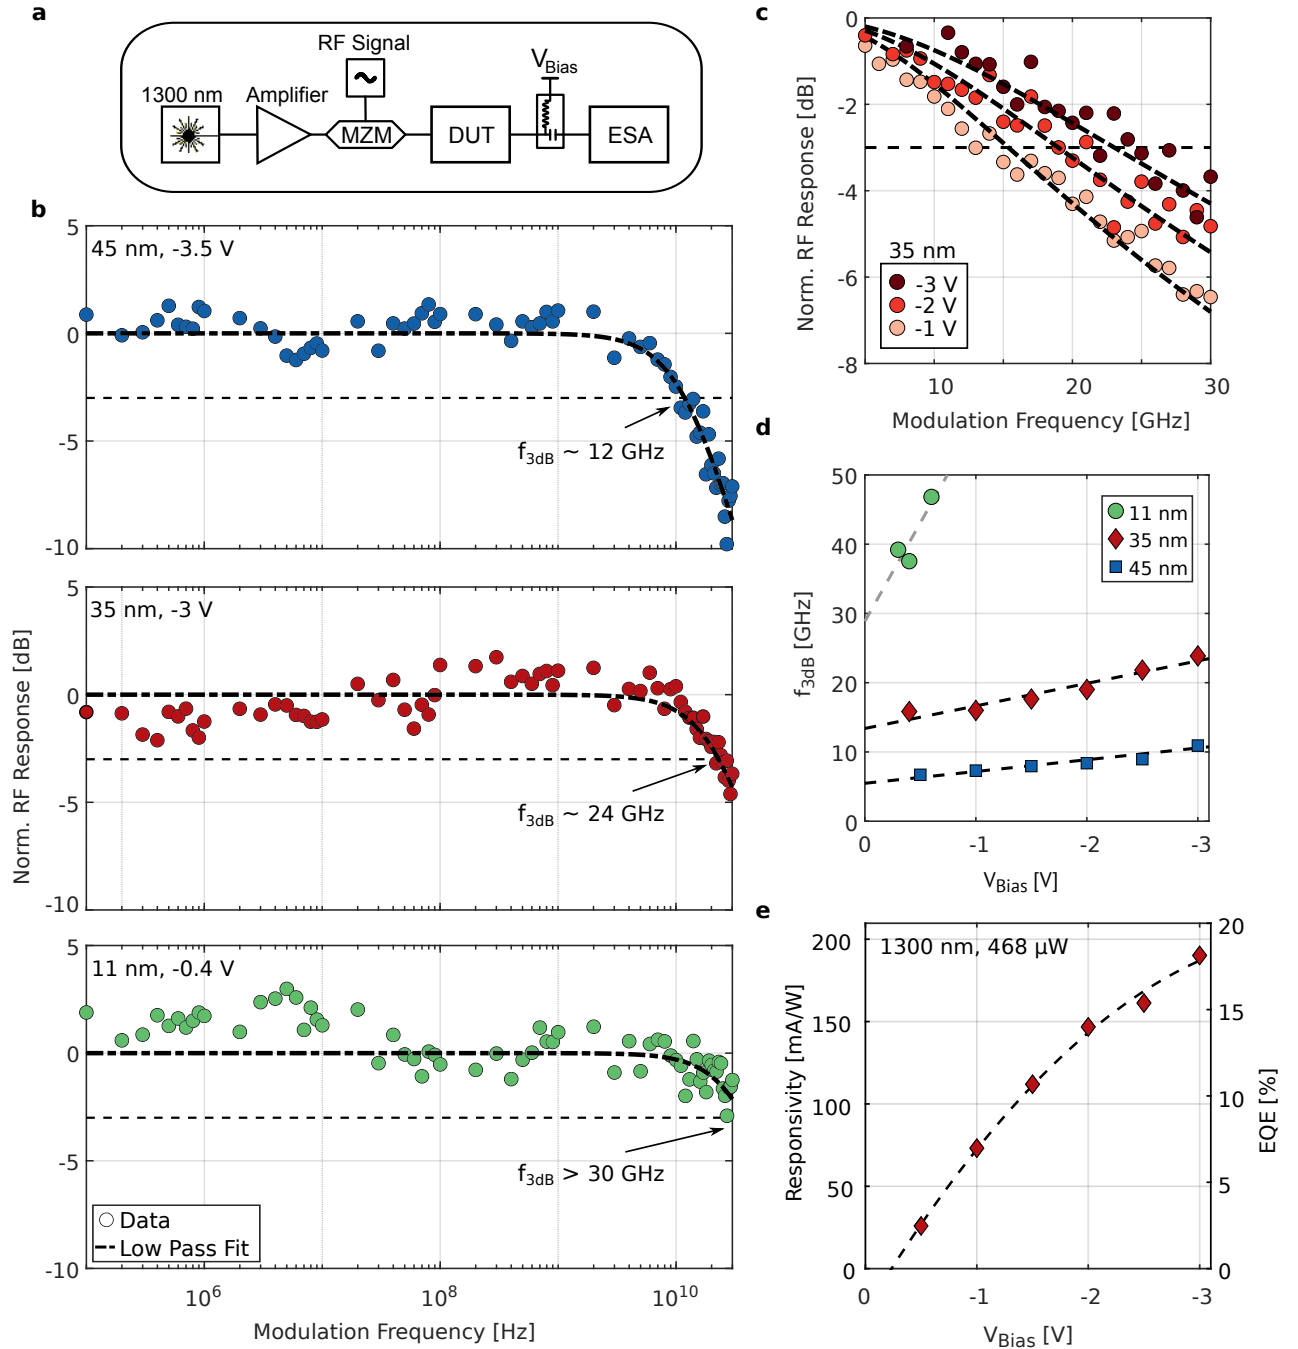 a
RF Signal
V_Bias
1300 nm
Amplifier
MZM
DUT
ESA
b
45 nm, -3.5 V
5
0
-5
-10
f_3dB ~ 12 GHz
35 nm, -3 V
5
0
-5
-10
f_3dB ~ 24 GHz
Norm. RF Response [dB]
11 nm, -0.4 V
5
0
-5
-10
f_3dB > 30 GHz
Data
Low Pass Fit
10^6
10^8
10^10
Modulation Frequency [Hz]
c
0
-2
-4
-6
-8
Norm. RF Response [dB]
35 nm
-3 V
-2 V
-1 V
10
20
30
Modulation Frequency [GHz]
d
50
40
30
20
10
0
f_3dB [GHz]
11 nm
35 nm
45 nm
0
-1
-2
-3
V_Bias [V]
e
1300 nm, 468 µW
200
150
100
50
0
Responsivity [mA/W]
20
15
10
5
0
EQE [%]
0
-1
-2
-3
V_Bias [V]